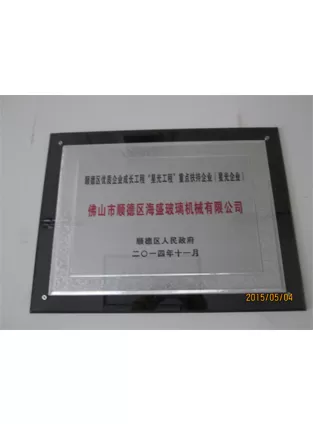 顺德区优质企业成长工程“星光工程”重点扶持企业（星光企业）
佛山市顺德区海盛玻璃机械有限公司
顺德区人民政府
二〇一四年十一月
2015/05/04